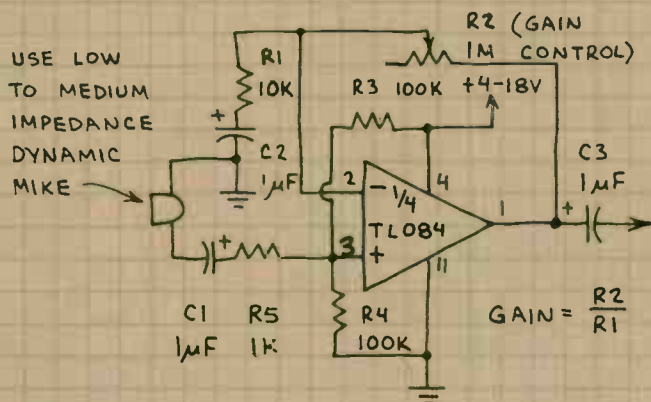 USE LOW
TO MEDIUM
IMPEDANCE
DYNAMIC
MIKE
R1
10K
+
C2
1µF
R2 (GAIN
1M CONTROL)
R3 100K
+4-18V
2
-
1/4
4
TL084
3
+
11
1
C3
1µF
+
+
C1
1µF
R5
1K
R4
100K
GAIN = R2/R1